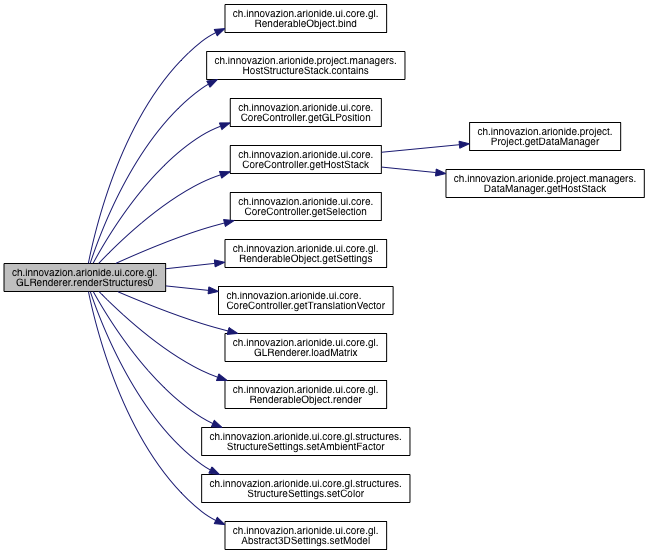 ch.innovazion.arionide.ui.core.gl.
RenderableObject.bind
ch.innovazion.arionide.project.managers.
HostStructureStack.contains
ch.innovazion.arionide.ui.core.
CoreController.getGLPosition
ch.innovazion.arionide.ui.core.
CoreController.getHostStack
ch.innovazion.arionide.project.
Project.getDataManager
ch.innovazion.arionide.project.managers.
DataManager.getHostStack
ch.innovazion.arionide.ui.core.
CoreController.getSelection
ch.innovazion.arionide.ui.core.gl.
RenderableObject.getSettings
ch.innovazion.arionide.ui.core.gl.
GLRenderer.renderStructures0
ch.innovazion.arionide.ui.core.
CoreController.getTranslationVector
ch.innovazion.arionide.ui.core.gl.
GLRenderer.loadMatrix
ch.innovazion.arionide.ui.core.gl.
RenderableObject.render
ch.innovazion.arionide.ui.core.gl.structures.
StructureSettings.setAmbientFactor
ch.innovazion.arionide.ui.core.gl.structures.
StructureSettings.setColor
ch.innovazion.arionide.ui.core.gl.
Abstract3DSettings.setModel